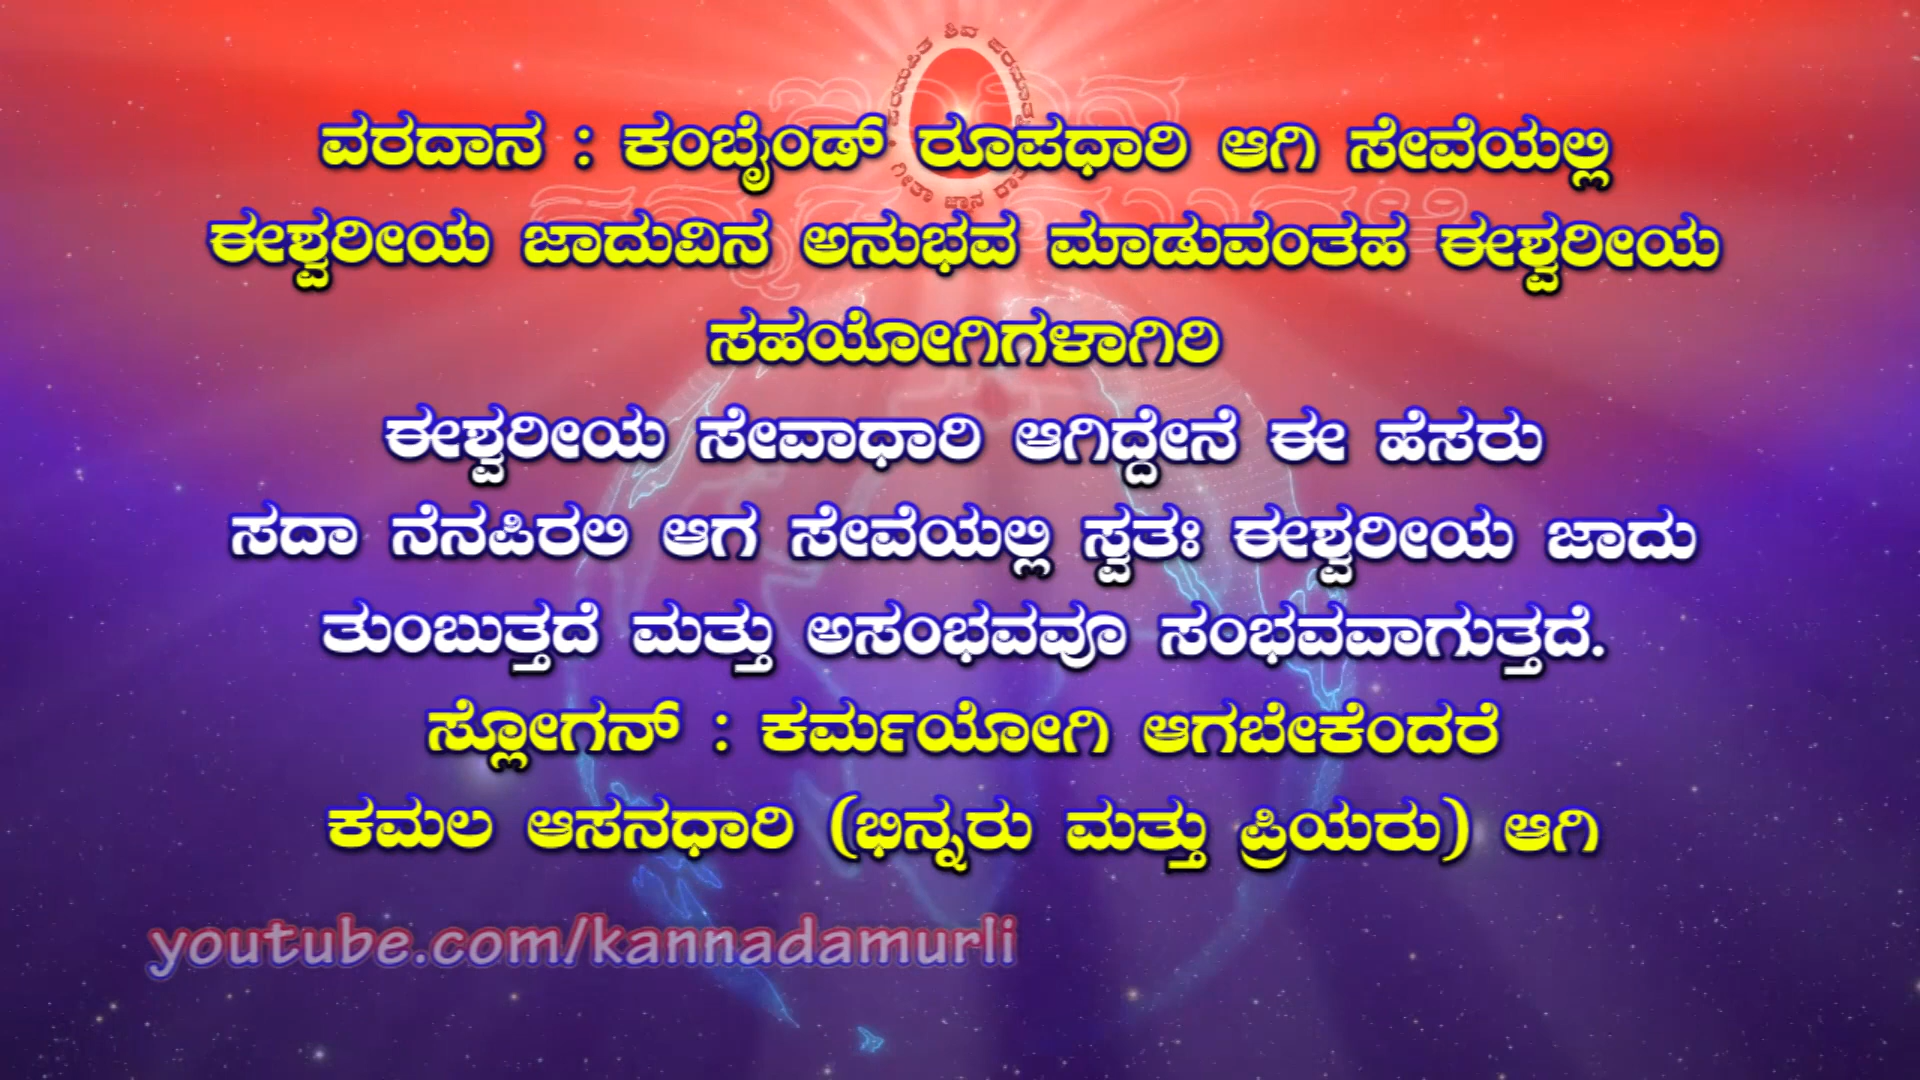 ವರದಾನ : ಕಂಬೈಂಡ್ ರೂಪಧಾರಿ ಆಗಿ ಸೇವೆಯಲ್ಲಿ
ಈಶ್ವರೀಯ ಜಾದುವಿನ ಅನುಭವ ಮಾಡುವಂತಹ ಈಶ್ವರೀಯ
ಸಹಯೋಗಿಗಳಾಗಿರಿ
ಈಶ್ವರೀಯ ಸೇವಾಧಾರಿ ಆಗಿದ್ದೇನೆ ಈ ಹೆಸರು
ಸದಾ ನೆನಪಿರಲಿ ಆಗ ಸೇವೆಯಲ್ಲಿ ಸ್ವತಃ ಈಶ್ವರೀಯ ಜಾದು
ತುಂಬುತ್ತದೆ ಮತ್ತು ಅಸಂಭವವೂ ಸಂಭವವಾಗುತ್ತದೆ.
ಸ್ಲೋಗನ್ : ಕರ್ಮಯೋಗಿ ಆಗಬೇಕೆಂದರೆ
ಕಮಲ ಆಸನಧಾರಿ (ಭಿನ್ನರು ಮತ್ತು ಪ್ರಿಯರು) ಆಗಿ
youtube.com/kannadamurli